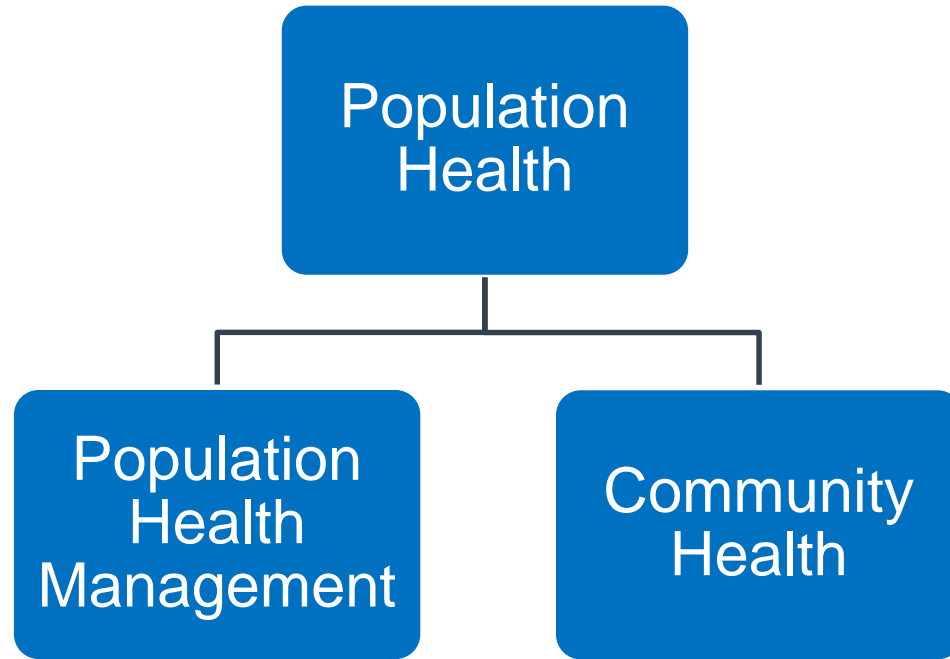 Population
Health
Population
Health
Management
Community
Health